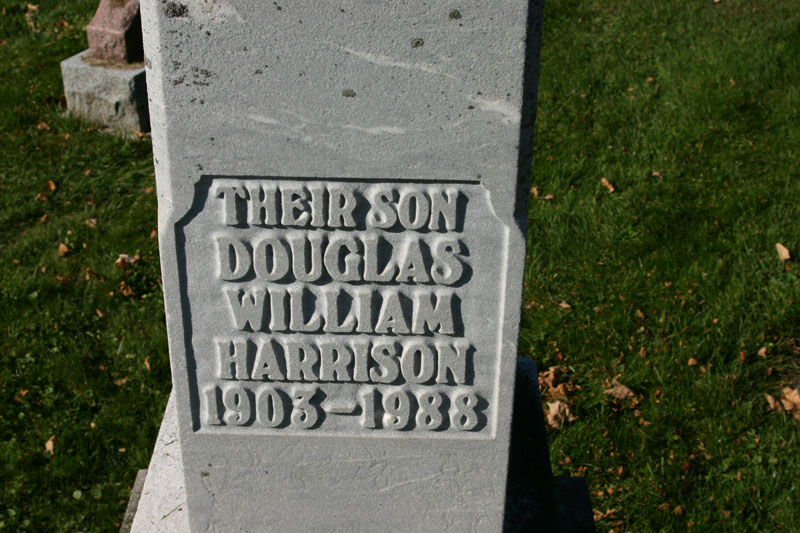 THEIR SON
DOUGLAS
WILLIAM
HARRISON
1903-1988